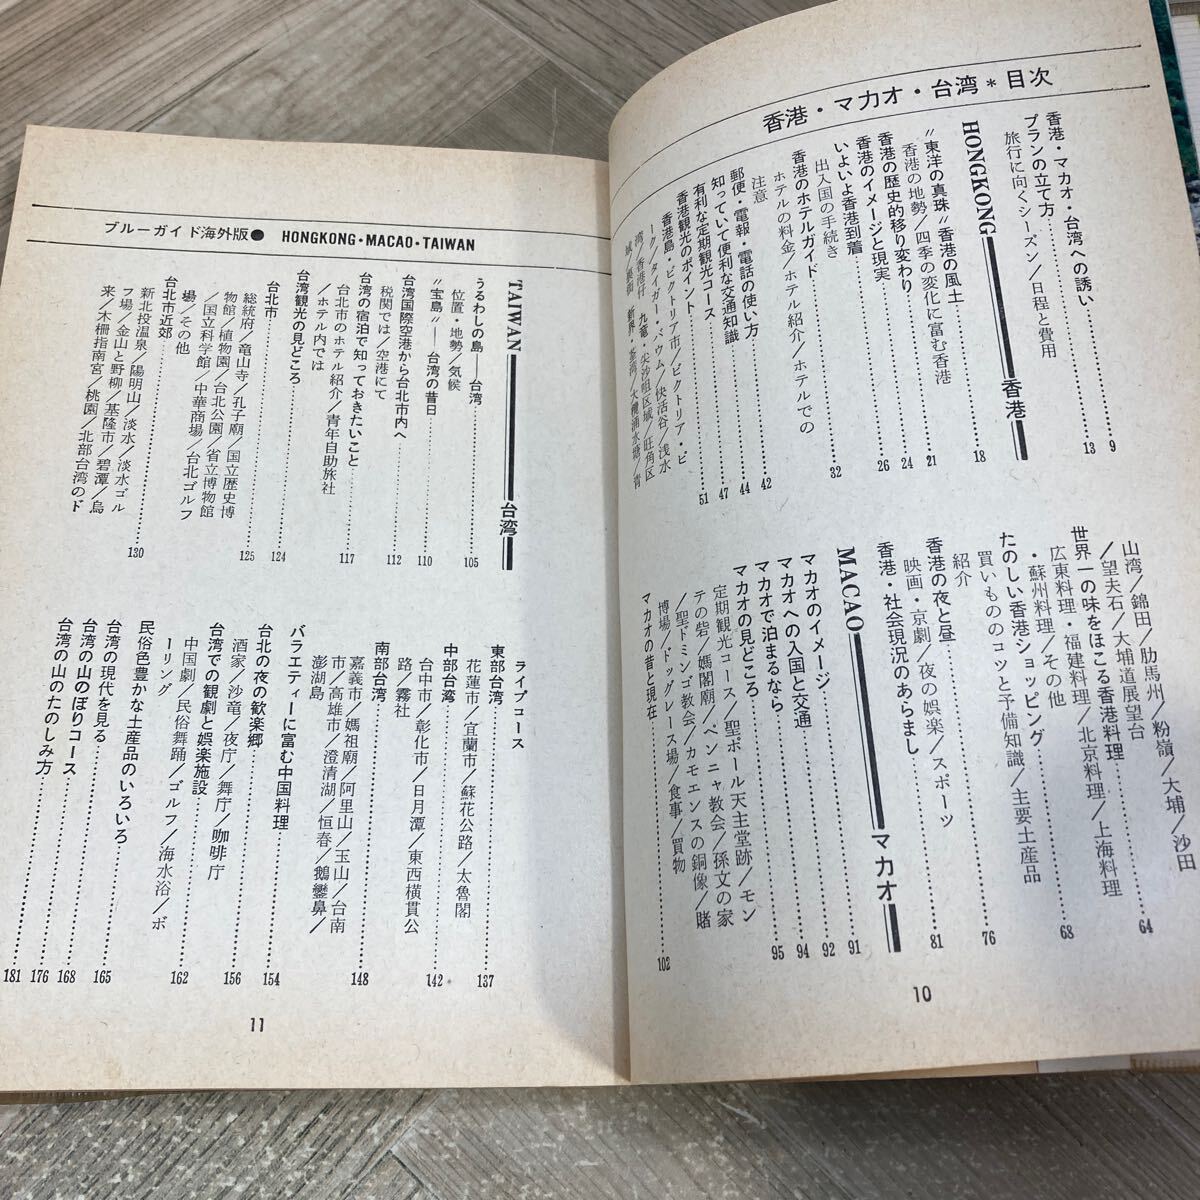 香港・マカオ・台湾＊目次
香港・マカオ・台湾への誘い……9
プランの立て方……13
旅行に向くシーズン／日程と費用
HONGKONG 香港
〝東洋の真珠〟香港の風土……18
香港の地勢／四季の変化に富む香港
香港の歴史的移り変わり……21
香港のイメージと現実……24
いよいよ香港到着……26
出入国の手続き
香港のホテルガイド……32
ホテルの料金／ホテル紹介／ホテルでの
注意
郵便・電報・電話の使い方……42
知っていて便利な交通知識……44
有利な定期観光コース……47
香港観光のポイント……51
香港島・ビクトリア市／ビクトリア・ピ
ーク／タイガー・バウム／快活谷／浅水
湾／香港村 九竜・尖沙咀区域／旺角区
新界・荃湾／大欖涌水塘／青
山湾／錦田／肋馬州／粉嶺／大埔／沙田
／望夫石／大埔道展望台
世界一の味をほこる香港料理……64
広東料理・福建料理／北京料理／上海料理
・蘇州料理／その他
たのしい香港ショッピング……68
買いもののコツと予備知識／主要土産品
紹介
香港の夜と昼……76
映画・京劇／夜の娯楽／スポーツ
香港・社会現況のあらまし……81
MACAO マカオ
マカオのイメージ……91
マカオへの入国と交通……92
マカオで泊まるなら……94
マカオの見どころ……95
定期観光コース／聖ポール天主堂跡／モン
テの砦／媽閣廟／ペンニャ教会／孫文の家
／聖ドミンゴ教会／カモエンスの銅像／賭
博場／ドッグレース場／食事／買物
マカオの昔と現在……102
10
ブルーガイド海外版● HONGKONG・MACAO・TAIWAN
TAIWAN 台湾
うるわしの島──台湾……105
位置・地勢／気候
〝宝島〟──台湾の昔日……110
台湾国際空港から台北市内へ……112
税関では／空港にて
台湾の宿泊で知っておきたいこと……117
台北市のホテル紹介／青年自助旅社
／ホテル内では
台湾観光の見どころ……124
台北市……125
総統府／竜山寺／孔子廟／国立歴史博
物館／植物園／台北公園／省立博物館
／国立科学館／中華商場／台北ゴルフ
場／その他
台北市近郊……130
新北投温泉／陽明山／淡水／淡水ゴル
フ場／金山と野柳／基隆市／碧潭／烏
来／木柵指南宮／桃園／北部台湾のド
ライブコース
東部台湾……137
花蓮市／宜蘭市／蘇花公路／太魯閣
中部台湾……142
台中市／彰化市／日月潭／東西横貫公
路／霧社
南部台湾……148
嘉義市／媽祖廟／阿里山／玉山／台南
市／高雄市／澄清湖／恒春／鵝鑾鼻／
澎湖島
バラエティーに富む中国料理……154
台北の夜の歓楽郷……156
酒家／沙竜／夜庁／舞庁／咖啡庁
台湾での観劇と娯楽施設……162
中国劇／民俗舞踊／ゴルフ／海水浴／ボ
ーリング
民俗色豊かな土産品のいろいろ……165
台湾の現代を見る……168
台湾の山のぼりコース……176
台湾の山のたのしみ方……181
11